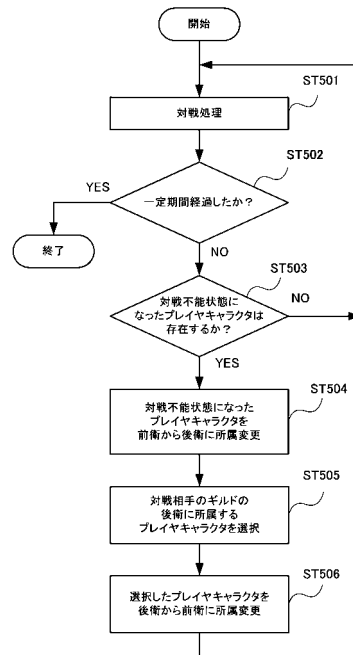 開始
ST501
対戦処理
ST502
一定期間経過したか？
YES
終了
NO
ST503
対戦不能状態に
なったプレイヤキャラクタは
存在するか？
NO
YES
ST504
対戦不能状態になった
プレイヤキャラクタを
前衛から後衛に所属変更
ST505
対戦相手のギルドの
後衛に所属する
プレイヤキャラクタを選択
ST506
選択したプレイヤキャラクタを
後衛から前衛に所属変更